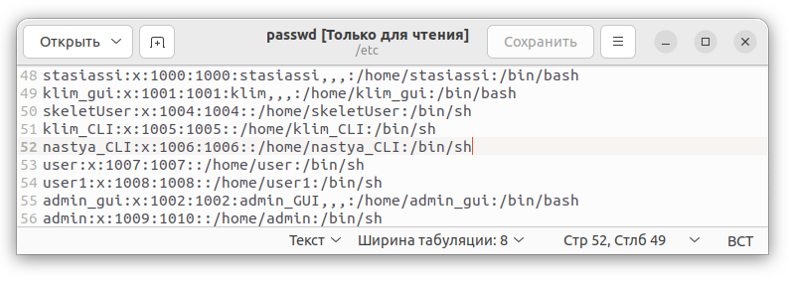 Открыть
passwd [Только для чтения]
/etc
Сохранить
48 stasiassi:x:1000:1000:stasiassi,,,:/home/stasiassi:/bin/bash
49 klim_gui:x:1001:1001:klim,,,:/home/klim_gui:/bin/bash
50 skeletUser:x:1004:1004::/home/skeletUser:/bin/sh
51 klim_CLI:x:1005:1005::/home/klim_CLI:/bin/sh
52 nastya_CLI:x:1006:1006::/home/nastya_CLI:/bin/sh
53 user:x:1007:1007::/home/user:/bin/sh
54 user1:x:1008:1008::/home/user1:/bin/sh
55 admin_gui:x:1002:1002:admin_GUI,,,:/home/admin_gui:/bin/bash
56 admin:x:1009:1010::/home/admin:/bin/sh
Текст Ширина табуляции: 8 Стр 52, Стлб 49 ВСТ